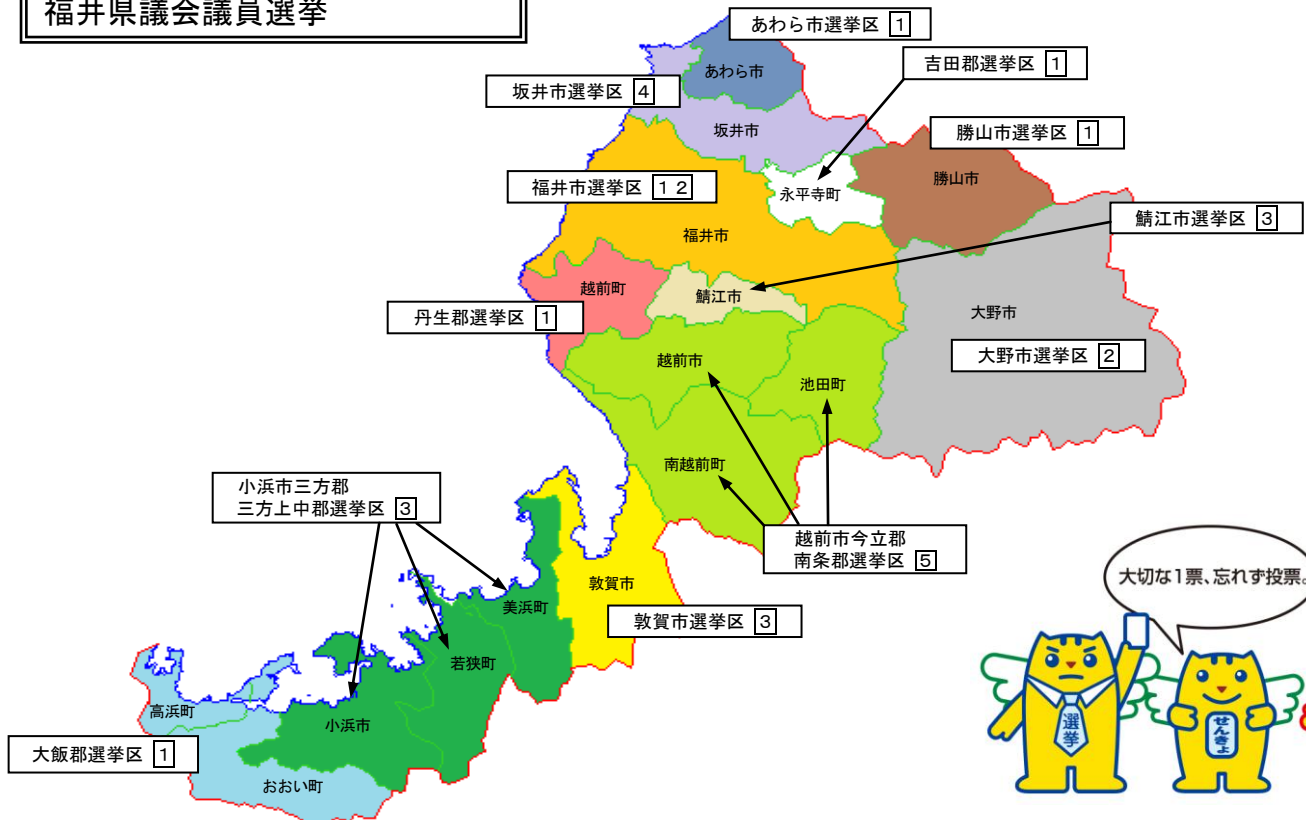 福井県議会議員選挙
あわら市選挙区 1
吉田郡選挙区 1
あわら市
坂井市選挙区 4
坂井市
勝山市選挙区 1
福井市選挙区 12
永平寺町
勝山市
鯖江市選挙区 3
福井市
越前町
鯖江市
丹生郡選挙区 1
大野市
大野市選挙区 2
越前市
池田町
南越前町
小浜市三方郡
三方上中郡選挙区 3
越前市今立郡
南条郡選挙区 5
敦賀市
敦賀市選挙区 3
美浜町
若狭町
高浜町
小浜市
大飯郡選挙区 1
おおい町
大切な1票、忘れず投票。
選挙
せんきょ